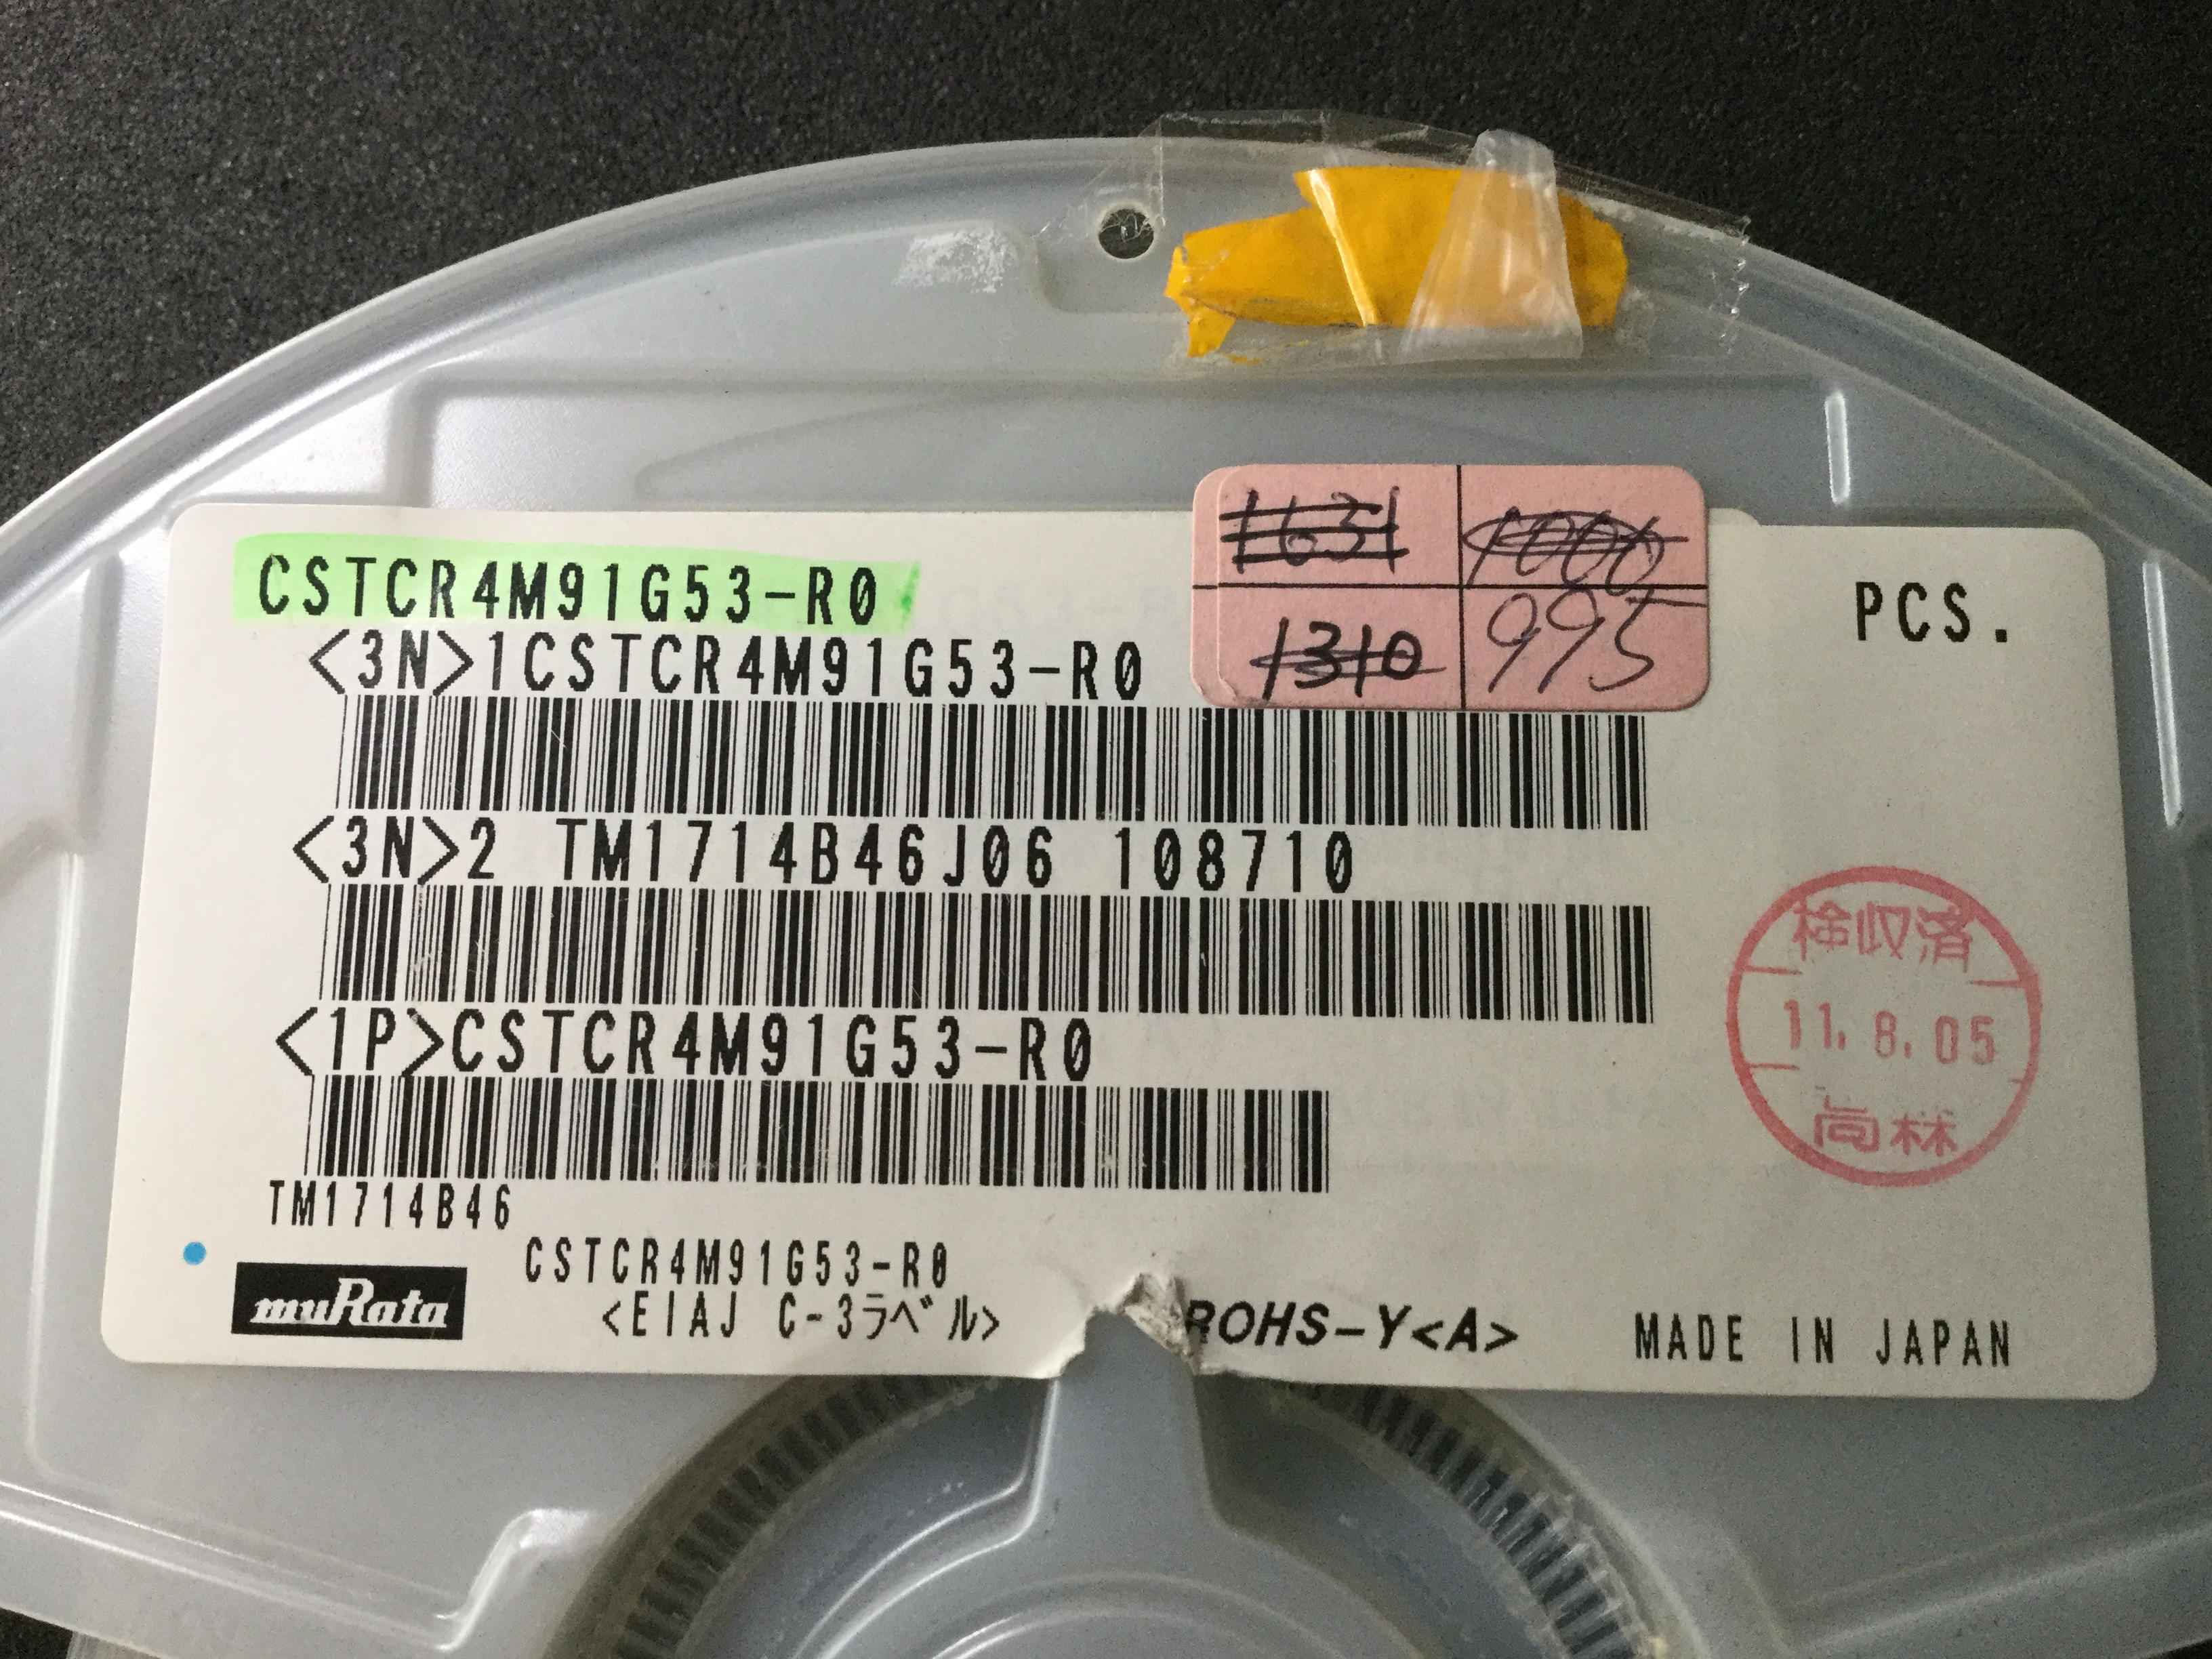 1631
1000
CSTCR4M91G53-R0
PCS.
1310
995
<3N>1CSTCR4M91G53-R0
<3N>2 TM1714B46J06 108710
検収済
11.8.05
<1P>CSTCR4M91G53-R0
TM1714B46
CSTCR4M91G53-R0
muRata
<EIAJ C-3ラベル>
ROHS-Y<A>
MADE IN JAPAN